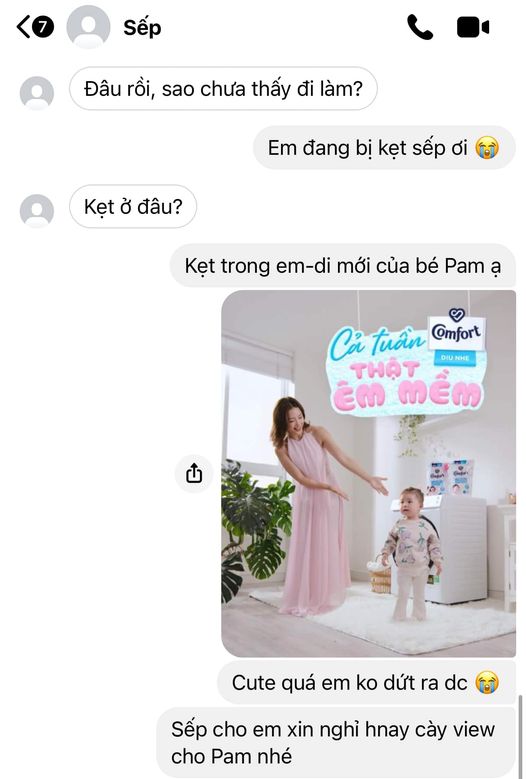 7
Sếp
Đâu rồi, sao chưa thấy đi làm?
Em đang bị kẹt sếp ơi 😭
Kẹt ở đâu?
Kẹt trong em-di mới của bé Pam ạ
Comfort
DỊU NHẸ
Cả tuần
THẬT
ÊM MỀM
Cute quá em ko dứt ra dc 😭
Sếp cho em xin nghỉ hnay cày view
cho Pam nhé